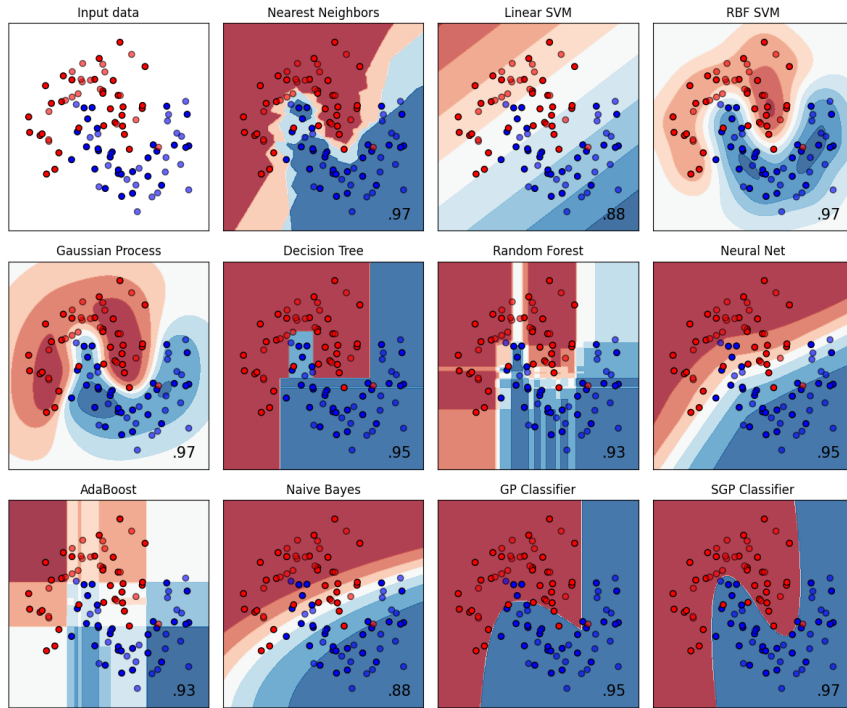 Input data
Nearest Neighbors
Linear SVM
RBF SVM
.97
.88
.97
Gaussian Process
Decision Tree
Random Forest
Neural Net
.97
.95
.93
.95
AdaBoost
Naive Bayes
GP Classifier
SGP Classifier
.93
.88
.95
.97